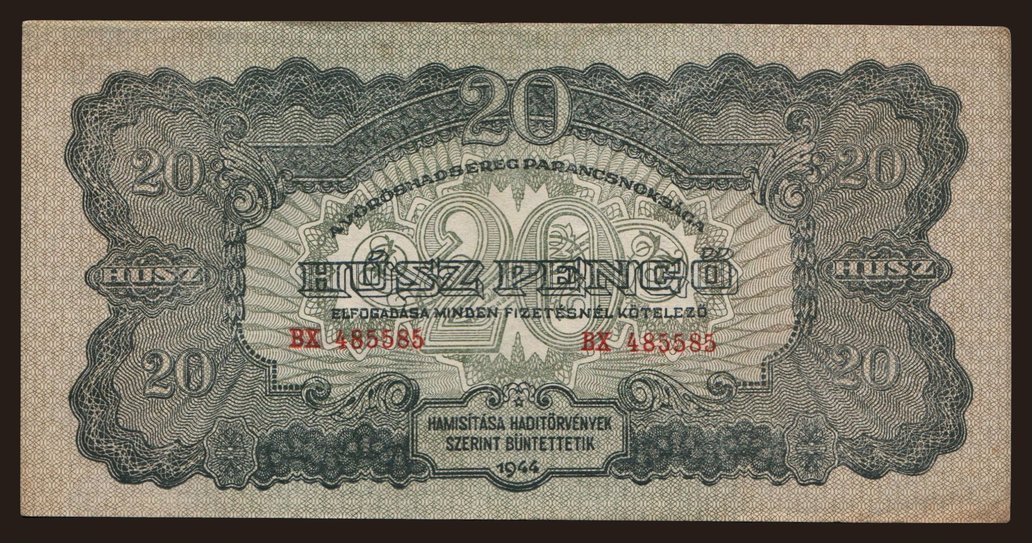 20
20 20
A VÖRÖSHADSEREG PARANCSNOKSÁGA
20
HÚSZ HÚSZ
HÚSZ PENGŐ
ELFOGADÁSA MINDEN FIZETÉSNÉL KÖTELEZŐ
BX 485585 BX 485585
20 20
HAMISÍTÁSA HADITÖRVÉNYEK
SZERINT BÜNTETTETIK
1944